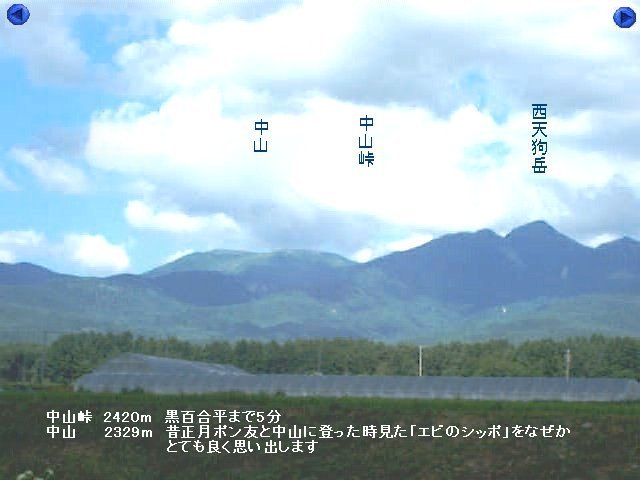 中山
中山峠
西天狗岳
中山峠 2420m 黒百合平まで5分
中山 2329m 昔正月ポン友と中山に登った時見た「エビのシッポ」をなぜか
とても良く思い出します